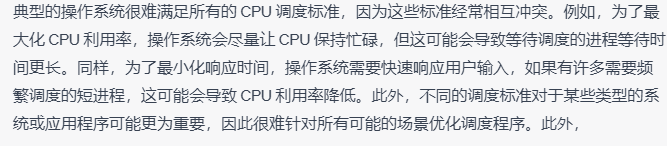 典型的操作系统很难满足所有的 CPU 调度标准，因为这些标准经常相互冲突。例如，为了最
大化 CPU 利用率，操作系统会尽量让 CPU 保持忙碌，但这可能会导致等待调度的进程等待时
间更长。同样，为了最小化响应时间，操作系统需要快速响应用户输入，如果有许多需要频
繁调度的短进程，这可能会导致 CPU 利用率降低。此外，不同的调度标准对于某些类型的系
统或应用程序可能更为重要，因此很难针对所有可能的场景优化调度程序。此外，